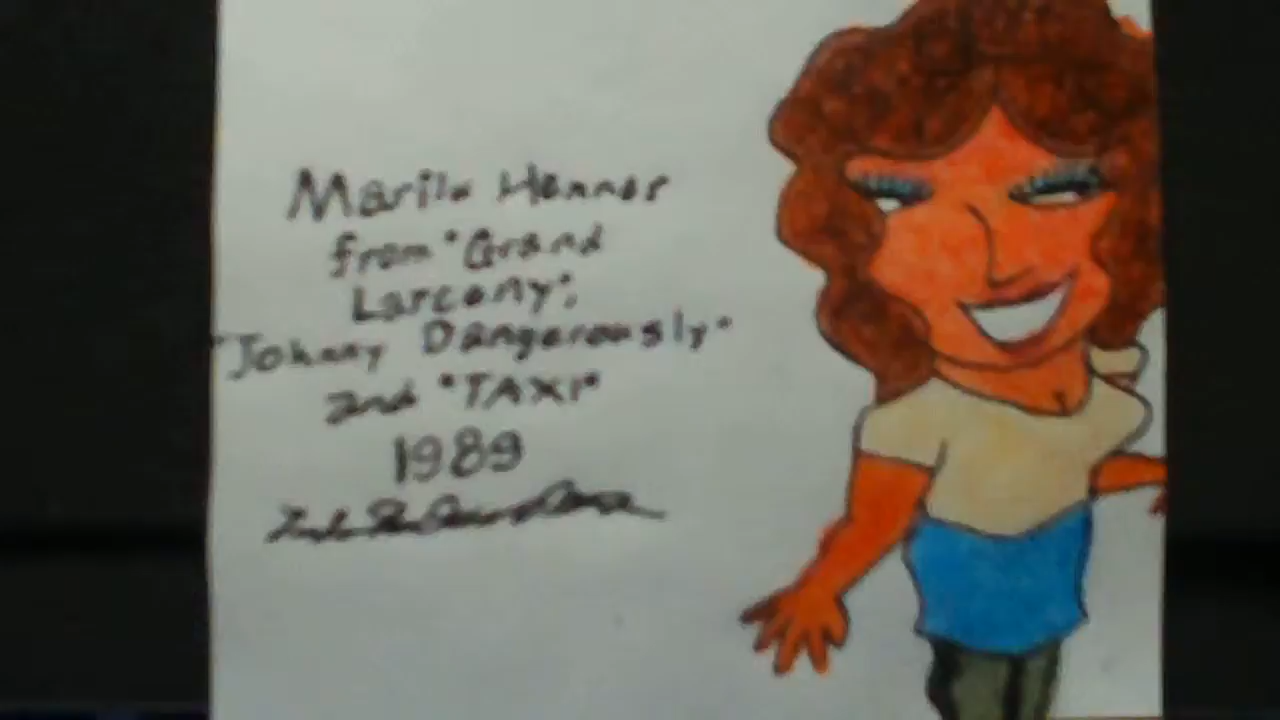 Marilu Henner
from "Grand
Larceny",
"Johnny Dangerously"
and "TAXI"
1989